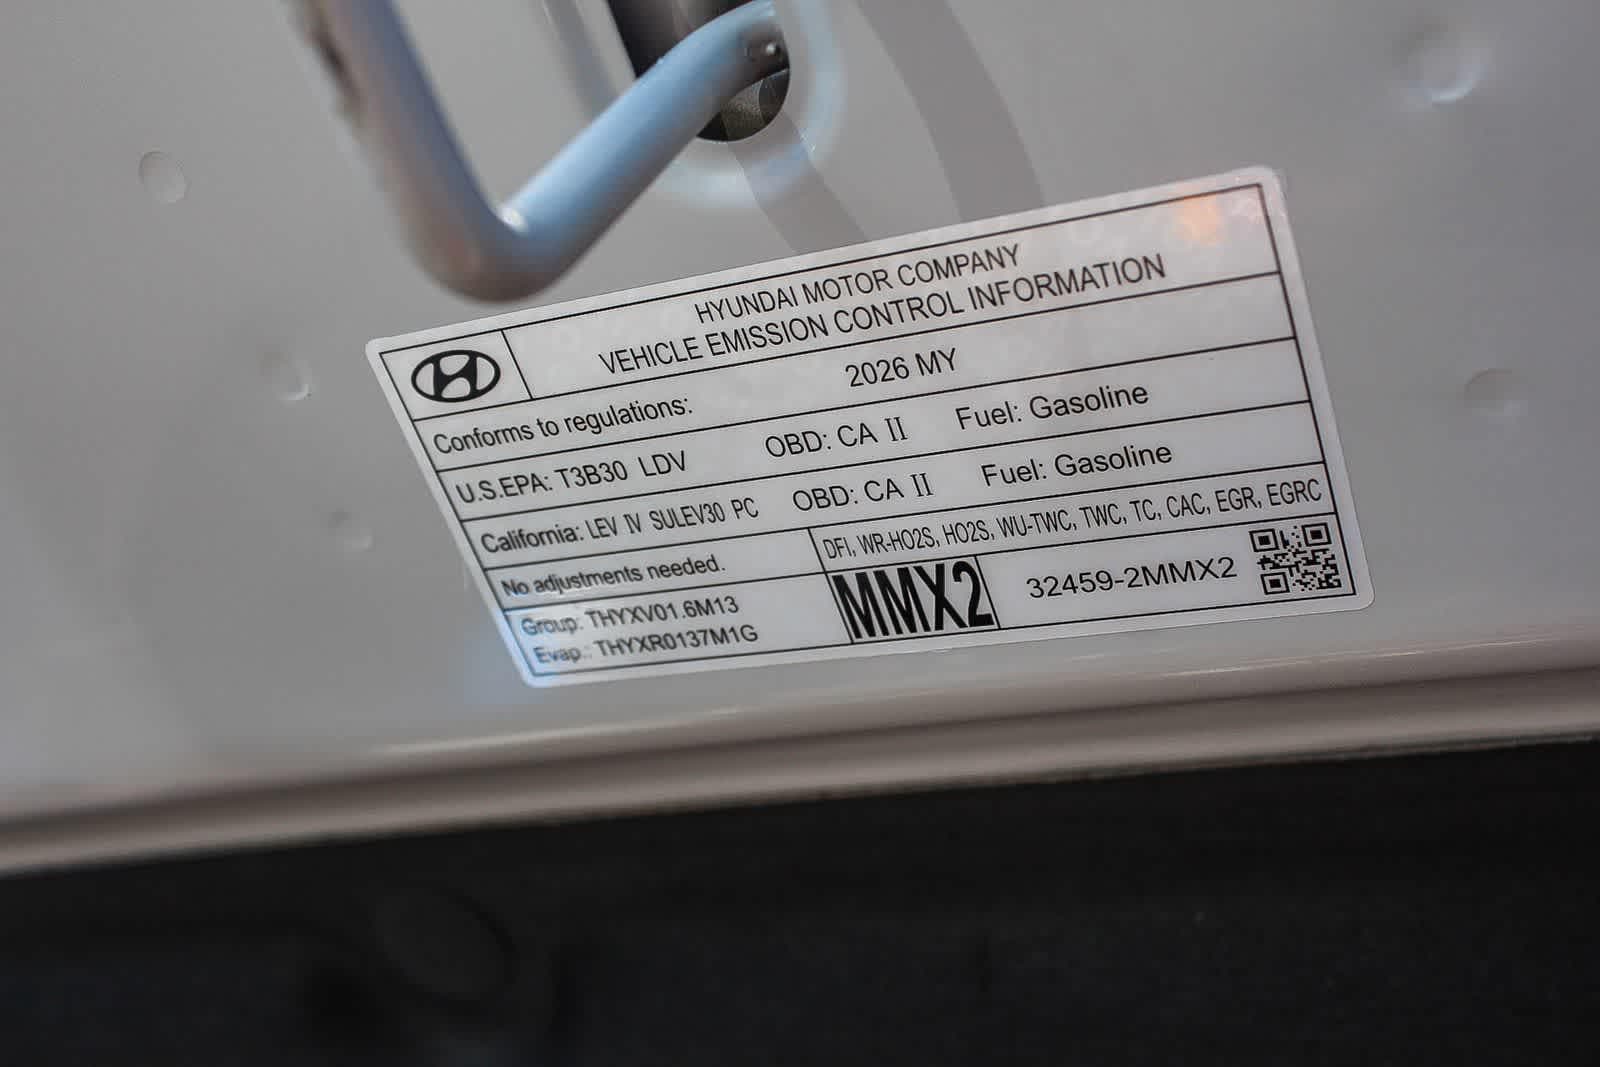 HYUNDAI MOTOR COMPANY
VEHICLE EMISSION CONTROL INFORMATION
Conforms to regulations: 2026 MY
U.S.EPA: T3B30 LDV OBD: CA II Fuel: Gasoline
California: LEV IV SULEV30 PC OBD: CA II Fuel: Gasoline
No adjustments needed. DFI, WR-HO2S, HO2S, WU-TWC, TWC, TC, CAC, EGR, EGRC
Group: THYXV01.6M13
Evap.: THYXR0137M1G
MMX2 32459-2MMX2